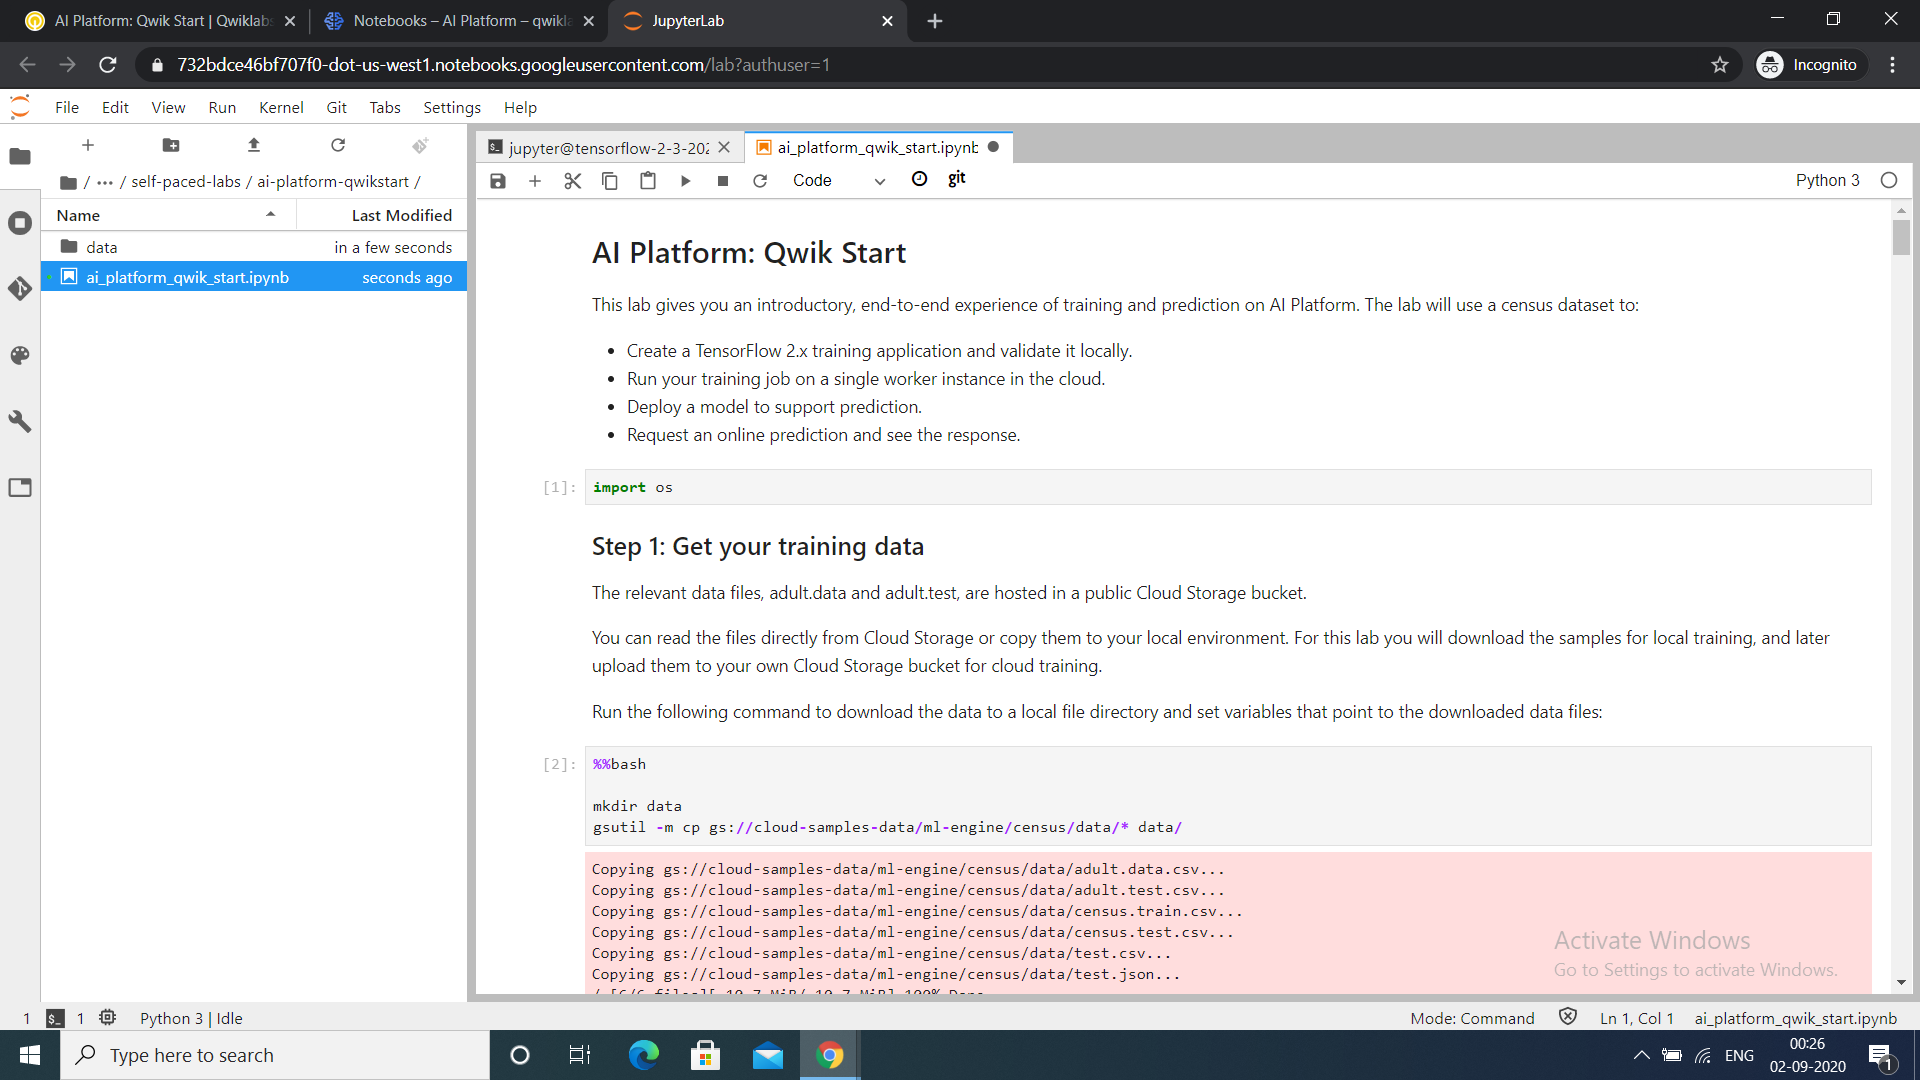 AI Platform: Qwik Start | Qwiklabs
Notebooks – AI Platform – qwikla
JupyterLab
732bdce46bf707f0-dot-us-west1.notebooks.googleusercontent.com/lab?authuser=1
Incognito
File Edit View Run Kernel Git Tabs Settings Help
jupyter@tensorflow-2-3-202
ai_platform_qwik_start.ipynb
/ ··· / self-paced-labs / ai-platform-qwikstart /
Code
git
Python 3
Name Last Modified
data in a few seconds
ai_platform_qwik_start.ipynb seconds ago
AI Platform: Qwik Start
This lab gives you an introductory, end-to-end experience of training and prediction on AI Platform. The lab will use a census dataset to:
• Create a TensorFlow 2.x training application and validate it locally.
• Run your training job on a single worker instance in the cloud.
• Deploy a model to support prediction.
• Request an online prediction and see the response.
[1]: import os
Step 1: Get your training data
The relevant data files, adult.data and adult.test, are hosted in a public Cloud Storage bucket.
You can read the files directly from Cloud Storage or copy them to your local environment. For this lab you will download the samples for local training, and later
upload them to your own Cloud Storage bucket for cloud training.
Run the following command to download the data to a local file directory and set variables that point to the downloaded data files:
[2]: %%bash
mkdir data
gsutil -m cp gs://cloud-samples-data/ml-engine/census/data/* data/
Copying gs://cloud-samples-data/ml-engine/census/data/adult.data.csv...
Copying gs://cloud-samples-data/ml-engine/census/data/adult.test.csv...
Copying gs://cloud-samples-data/ml-engine/census/data/census.train.csv...
Copying gs://cloud-samples-data/ml-engine/census/data/census.test.csv...
Copying gs://cloud-samples-data/ml-engine/census/data/test.csv...
Copying gs://cloud-samples-data/ml-engine/census/data/test.json...
/ [6/6 files][ 10.7 MiB/ 10.7 MiB] 100% Done
Activate Windows
Go to Settings to activate Windows.
1 $_ 1 Python 3 | Idle
Mode: Command Ln 1, Col 1 ai_platform_qwik_start.ipynb
Type here to search
ENG
00:26
02-09-2020
1